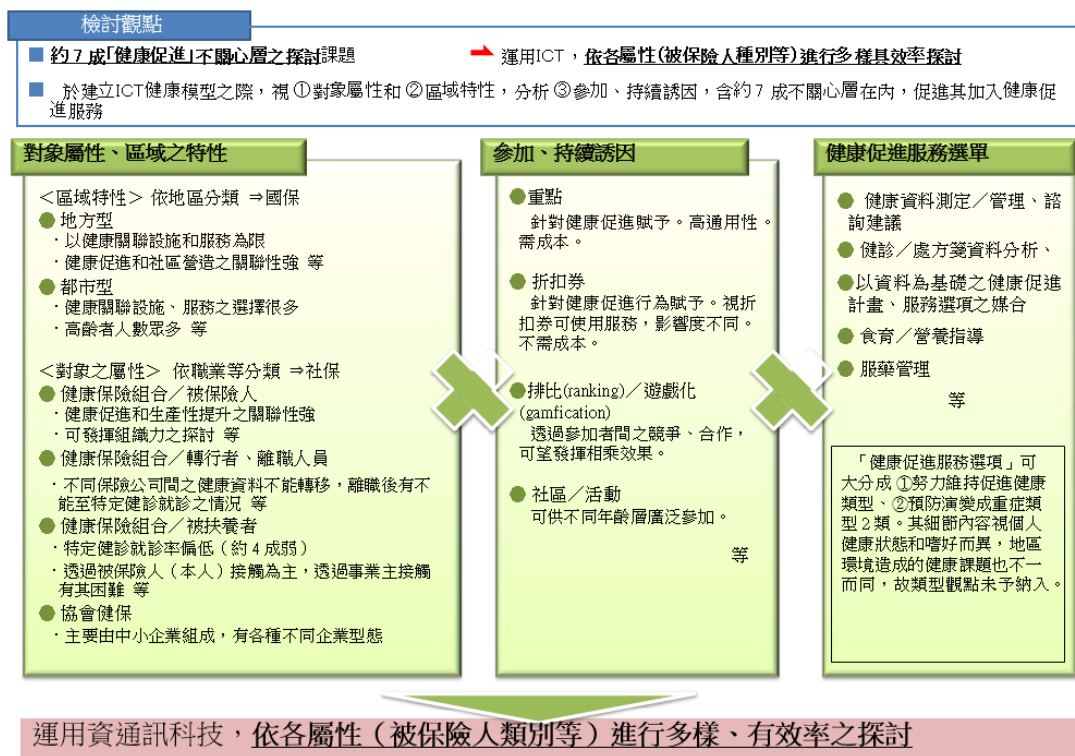 檢討觀點
約7成「健康促進」不關心層之探討課題
運用ICT，依各屬性(被保險人種別等)進行多樣具效率探討
於建立ICT健康模型之際，視①對象屬性和②區域特性，分析③參加、持續誘因，含約7成不關心層在內，促進其加入健康促
進服務
對象屬性、區域之特性
＜區域特性＞ 依地區分類 ⇒國保
地方型
．以健康關聯設施和服務為限
．健康促進和社區營造之關聯性強 等
都市型
．健康關聯設施、服務之選擇很多
．高齡者人數眾多 等
＜對象之屬性＞ 依職業等分類 ⇒社保
健康保險組合／被保險人
．健康促進和生產性提升之關聯性強
．可發揮組織力之探討 等
健康保險組合／轉行者、離職人員
．不同保險公司間之健康資料不能轉移，離職後有不
能至特定健診就診之情況 等
健康保險組合／被扶養者
．特定健診就診率偏低（約4成弱）
．透過被保險人（本人）接觸為主，透過事業主接觸
有其困難 等
協會健保
．主要由中小企業組成，有各種不同企業型態
參加、持續誘因
重點
針對健康促進賦予。高通用性。
需成本。
折扣券
針對健康促進行為賦予。視折
扣券可使用服務，影響度不同。
不需成本。
排比(ranking)／遊戲化
(gamfication)
透過參加者間之競爭、合作，
可望發揮相乘效果。
社區／活動
可供不同年齡層廣泛參加。
等
健康促進服務選單
健康資料測定／管理、諮
詢建議
健診／處方箋資料分析、
以資料為基礎之健康促進
計畫、服務選項之媒合
食育／營養指導
服藥管理
等
「健康促進服務選項」可
大分成①努力維持促進健康
類型、②預防演變成重症類
型2類。其細節內容視個人
健康狀態和嗜好而異，地區
環境造成的健康課題也不一
而同，故類型觀點未予納入。
運用資通訊科技，依各屬性（被保險人類別等）進行多樣、有效率之探討